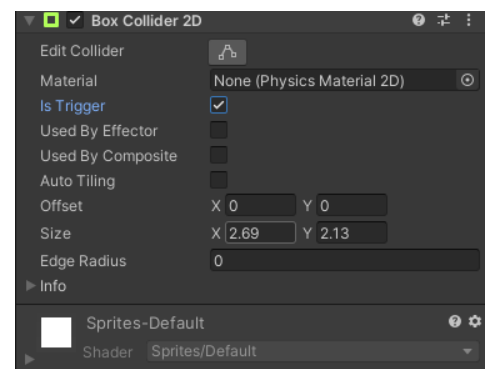 Box Collider 2D
Edit Collider
Material None (Physics Material 2D)
Is Trigger
Used By Effector
Used By Composite
Auto Tiling
Offset X 0 Y 0
Size X 2.69 Y 2.13
Edge Radius 0
Info
Sprites-Default
Shader Sprites/Default